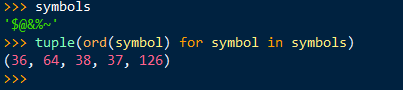 >>> symbols
'$@&%~'
>>> tuple(ord(symbol) for symbol in symbols)
(36, 64, 38, 37, 126)
>>>